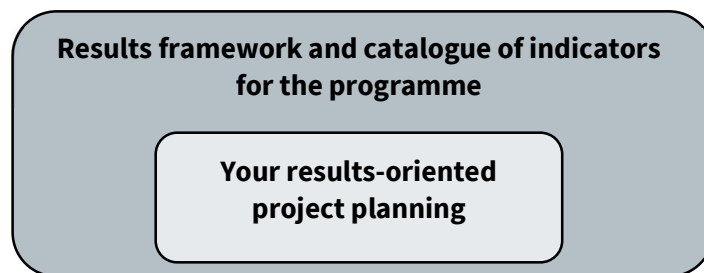 Results framework and catalogue of indicators
for the programme
Your results-oriented
project planning